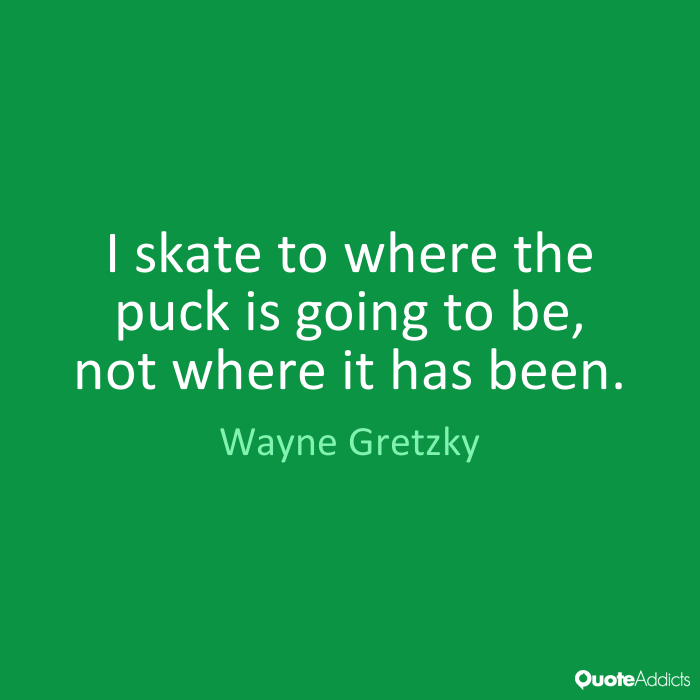 I skate to where the
puck is going to be,
not where it has been.
Wayne Gretzky
QuoteAddicts